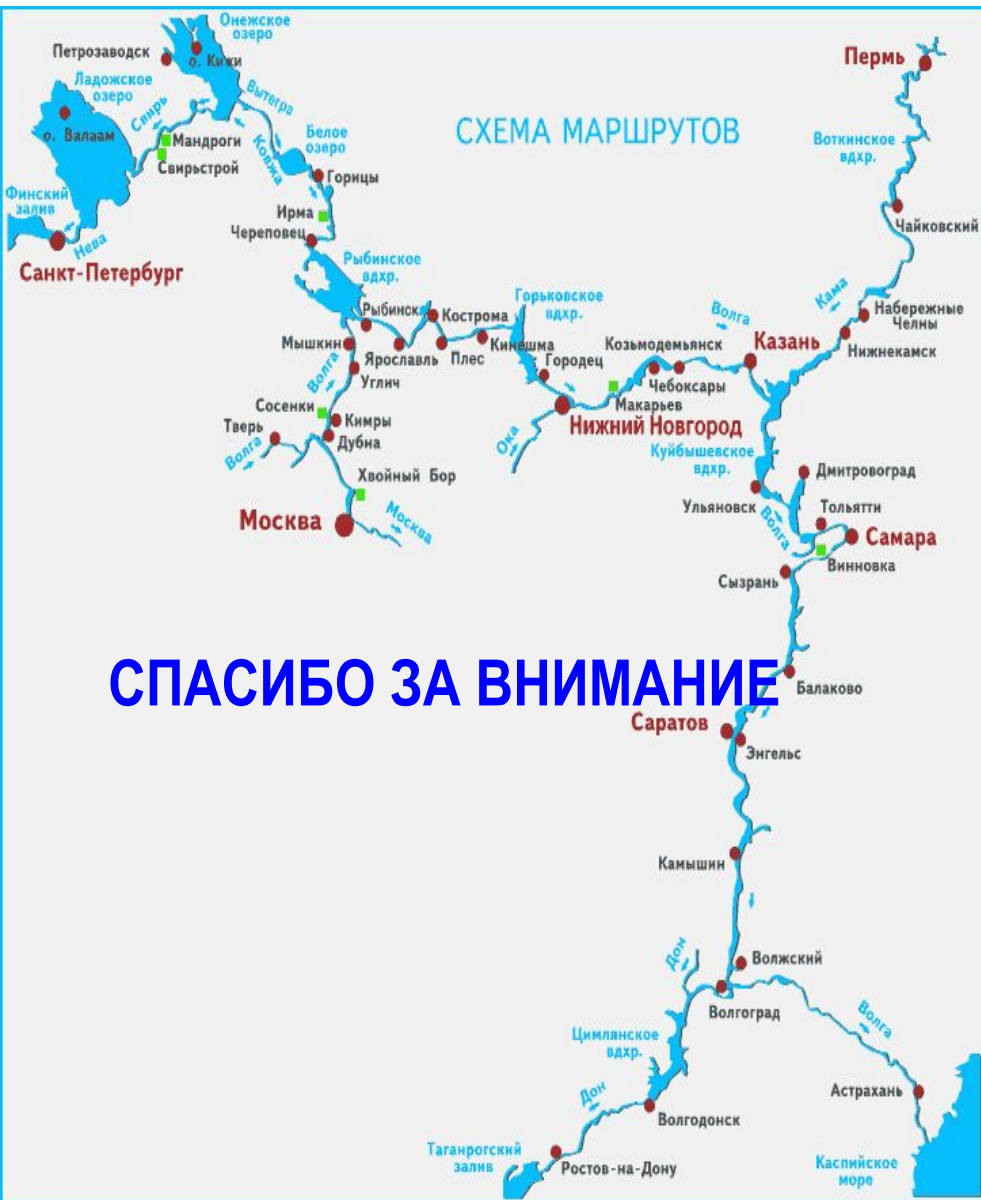 Онежское
озеро
Петрозаводск
о. Кижи
Ладожское
озеро
Вытегра
Свирь
о. Валаам
Мандроги
Свирьстрой
Ковжа
Белое
озеро
Горицы
Финский
залив
Нева
Санкт-Петербург
Ирма
Череповец
СХЕМА МАРШРУТОВ
Пермь
Воткинское
вдхр.
Чайковский
Рыбинское
вдхр.
Рыбинск
Кострома
Горьковское
вдхр.
Волга
Кама
Набережные
Челны
Мышкин
Ярославль
Плес
Кинешма
Козьмодемьянск
Казань
Нижнекамск
Волга
Углич
Городец
Чебоксары
Макарьев
Сосенки
Кимры
Тверь
Дубна
Волга
Нижний Новгород
Ока
Куйбышевское
вдхр.
Хвойный Бор
Дмитровоград
Ульяновск
Тольятти
Москва
Москва
Волга
Самара
Винновка
Сызрань
СПАСИБО ЗА ВНИМАНИЕ
Балаково
Саратов
Энгельс
Камышин
Дон
Волжский
Волгоград
Волга
Цимлянское
вдхр.
Дон
Волгодонск
Астрахань
Таганрогский
залив
Ростов-на-Дону
Каспийское
море